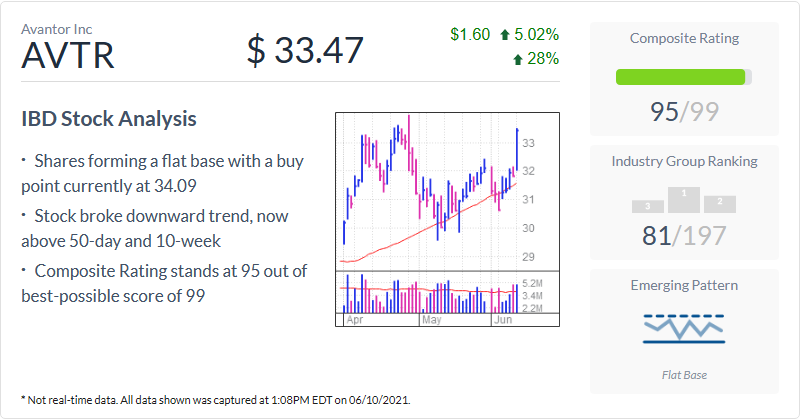 Avantor Inc
AVTR
$ 33.47
$1.60 5.02%
28%
IBD Stock Analysis
• Shares forming a flat base with a buy
point currently at 34.09
• Stock broke downward trend, now
above 50-day and 10-week
• Composite Rating stands at 95 out of
best-possible score of 99
33
32
31
30
29
5.2M
3.4M
2.2M
Apr May Jun
Composite Rating
95/99
Industry Group Ranking
3 1 2
81/197
Emerging Pattern
Flat Base
* Not real-time data. All data shown was captured at 1:08PM EDT on 06/10/2021.